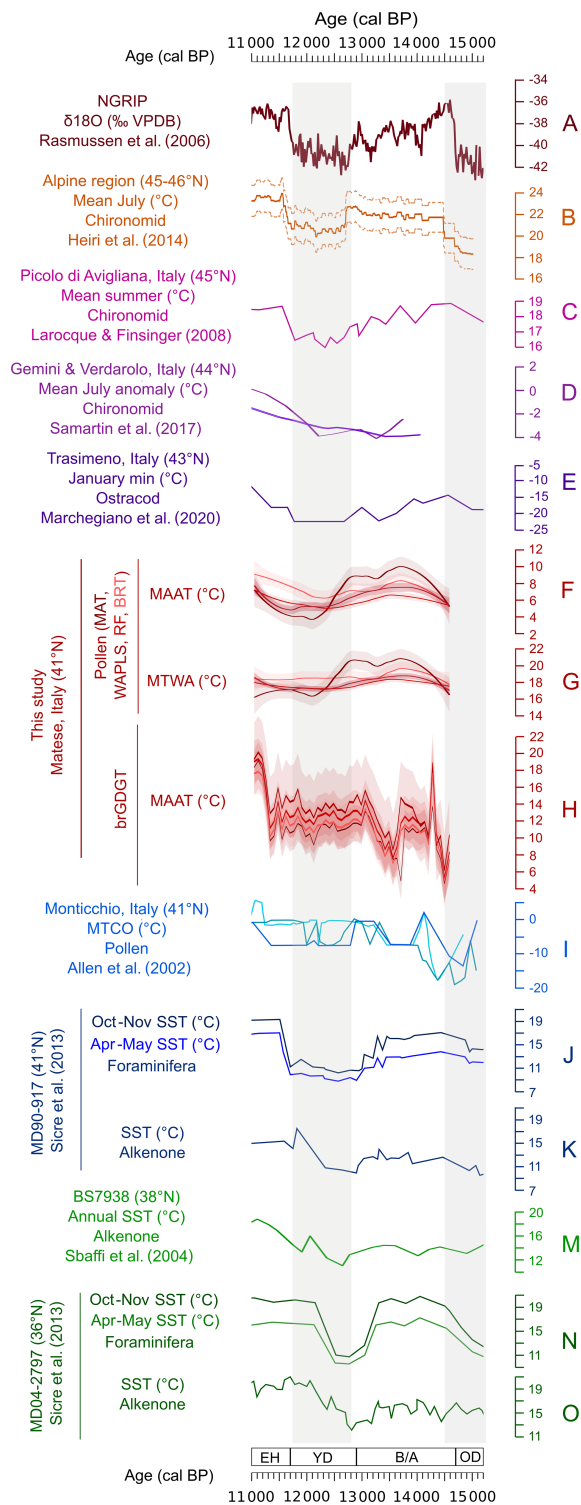 Age (cal BP)
11000 12000 13000 14000 15000
Age (cal BP)
NGRIP
δ18O (‰ VPDB)
Rasmussen et al. (2006)
-34
-36
-38
-40
-42
A
Alpine region (45-46°N)
Mean July (°C)
Chironomid
Heiri et al. (2014)
24
22
20
18
16
B
Picolo di Avigliana, Italy (45°N)
Mean summer (°C)
Chironomid
Larocque & Finsinger (2008)
19
18
17
16
C
Gemini & Verdarolo, Italy (44°N)
Mean July anomaly (°C)
Chironomid
Samartin et al. (2017)
2
0
-2
-4
D
Trasimeno, Italy (43°N)
January min (°C)
Ostracod
Marchegiano et al. (2020)
-5
-10
-15
-20
-25
E
This study
Matese, Italy (41°N)
Pollen (MAT,
WAPLS, RF, BRT)
MAAT (°C)
12
10
8
6
4
2
F
MTWA (°C)
22
20
18
16
14
G
brGDGT
MAAT (°C)
22
20
18
16
14
12
10
8
6
4
H
Monticchio, Italy (41°N)
MTCO (°C)
Pollen
Allen et al. (2002)
0
-10
-20
I
MD90-917 (41°N)
Sicre et al. (2013)
Oct-Nov SST (°C)
Apr-May SST (°C)
Foraminifera
19
15
11
7
J
SST (°C)
Alkenone
19
15
11
7
K
BS7938 (38°N)
Annual SST (°C)
Alkenone
Sbaffi et al. (2004)
20
16
12
M
MD04-2797 (36°N)
Sicre et al. (2013)
Oct-Nov SST (°C)
Apr-May SST (°C)
Foraminifera
19
15
11
N
SST (°C)
Alkenone
19
15
11
O
EH YD B/A OD
Age (cal BP)
11000 12000 13000 14000 15000